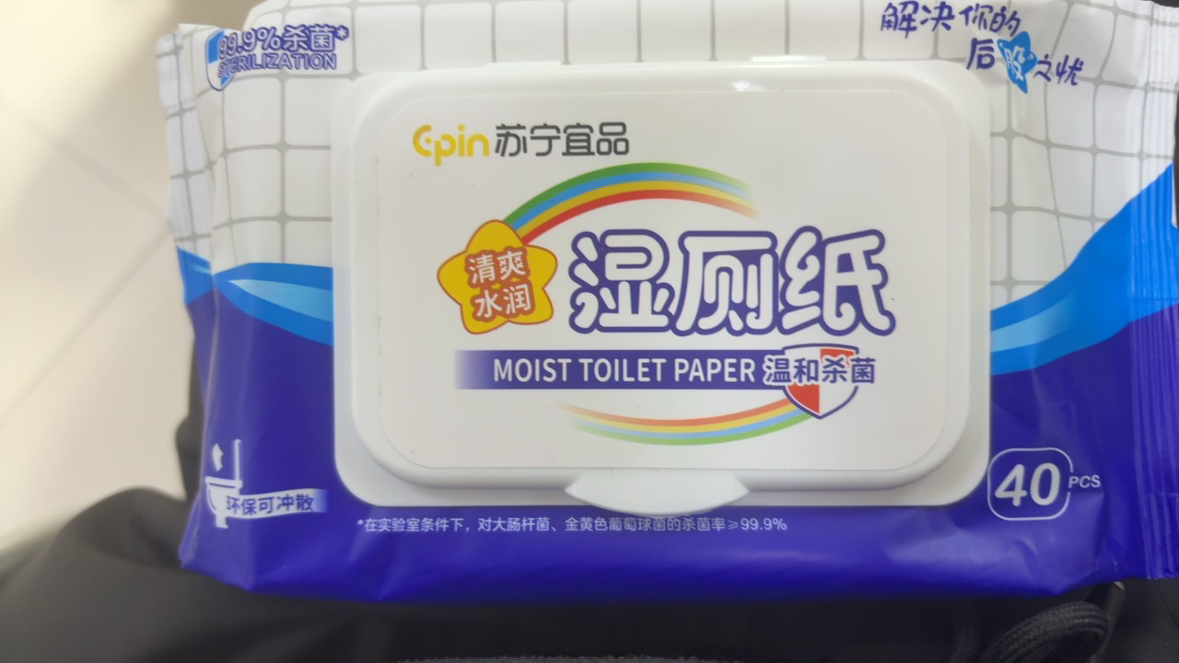 99.9%杀菌*
STERILIZATION
解决你的
后股之忧
Epin苏宁宜品
清爽
水润
湿厕纸
MOIST TOILET PAPER 温和杀菌
环保可冲散
40 PCS
*在实验室条件下，对大肠杆菌、金黄色葡萄球菌的杀菌率≥99.9%